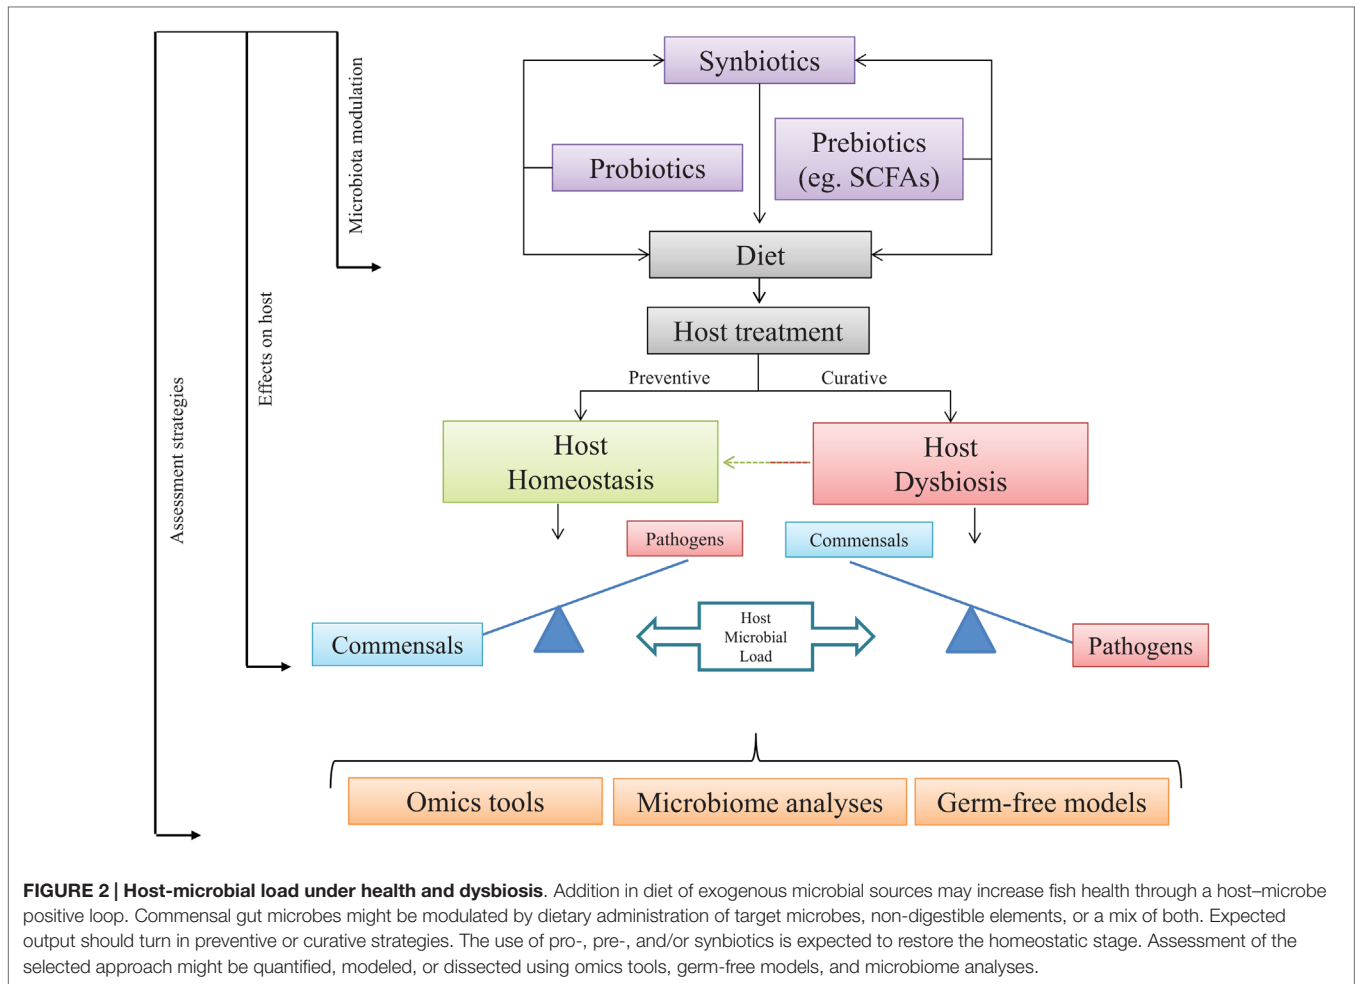 Synbiotics
Probiotics
Prebiotics
(eg. SCFAs)
Diet
Host treatment
Preventive
Curative
Host
Homeostasis
Host
Dysbiosis
Pathogens
Commensals
Commensals
Host
Microbial
Load
Pathogens
Microbiota modulation
Effects on host
Assessment strategies
Omics tools
Microbiome analyses
Germ-free models
FIGURE 2 | Host-microbial load under health and dysbiosis. Addition in diet of exogenous microbial sources may increase fish health through a host–microbe
positive loop. Commensal gut microbes might be modulated by dietary administration of target microbes, non-digestible elements, or a mix of both. Expected
output should turn in preventive or curative strategies. The use of pro-, pre-, and/or synbiotics is expected to restore the homeostatic stage. Assessment of the
selected approach might be quantified, modeled, or dissected using omics tools, germ-free models, and microbiome analyses.